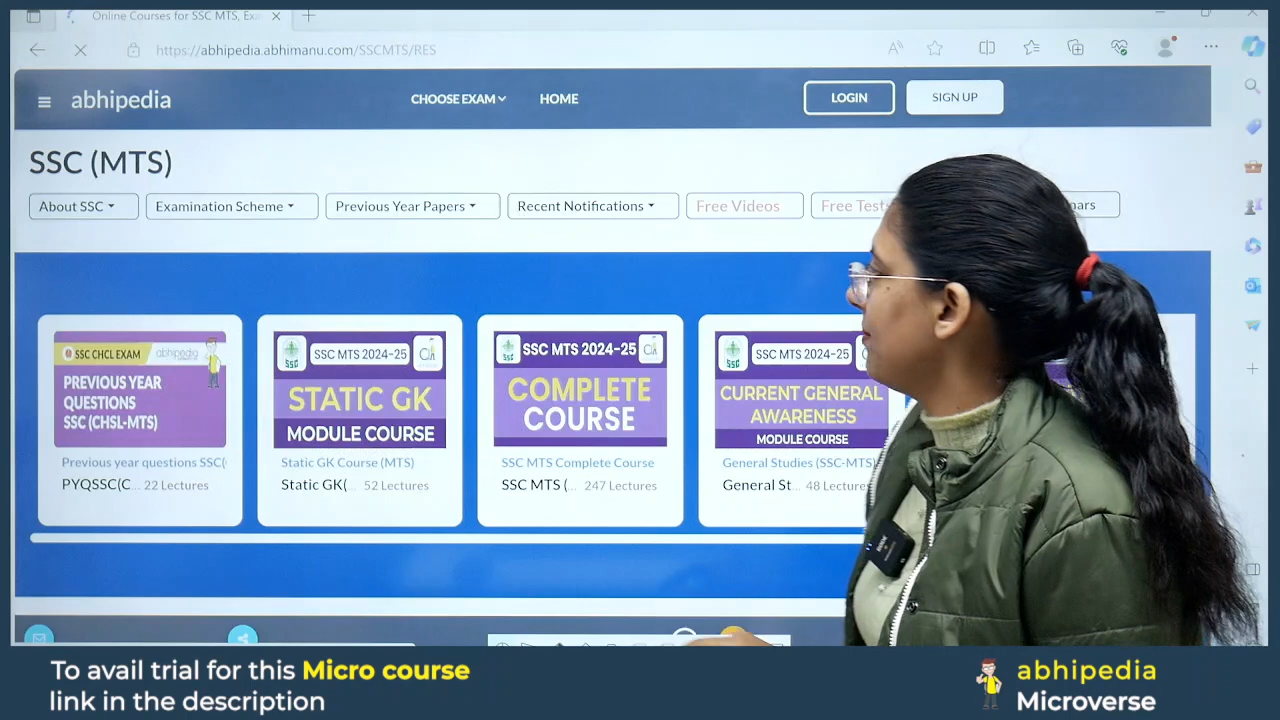 Online Courses for SSC MTS, Exa
https://abhipedia.abhimanu.com/SSCMTS/RES
abhipedia
CHOOSE EXAM
HOME
LOGIN
SIGN UP
SSC (MTS)
About SSC
Examination Scheme
Previous Year Papers
Recent Notifications
Free Videos
Free Tests
SSC CHCL EXAM
abhipedia
PREVIOUS YEAR
QUESTIONS
SSC (CHSL-MTS)
Previous year questions SSC(
PYQSSC(C... 22 Lectures
SSC
SSC MTS 2024-25
STATIC GK
MODULE COURSE
Static GK Course (MTS)
Static GK(... 52 Lectures
SSC
SSC MTS 2024-25
COMPLETE
COURSE
SSC MTS Complete Course
SSC MTS (... 247 Lectures
SSC
SSC MTS 2024-25
CURRENT GENERAL
AWARENESS
MODULE COURSE
General Studies (SSC-MTS)
General St... 48 Lectures
To avail trial for this Micro course
link in the description
abhipedia
Microverse